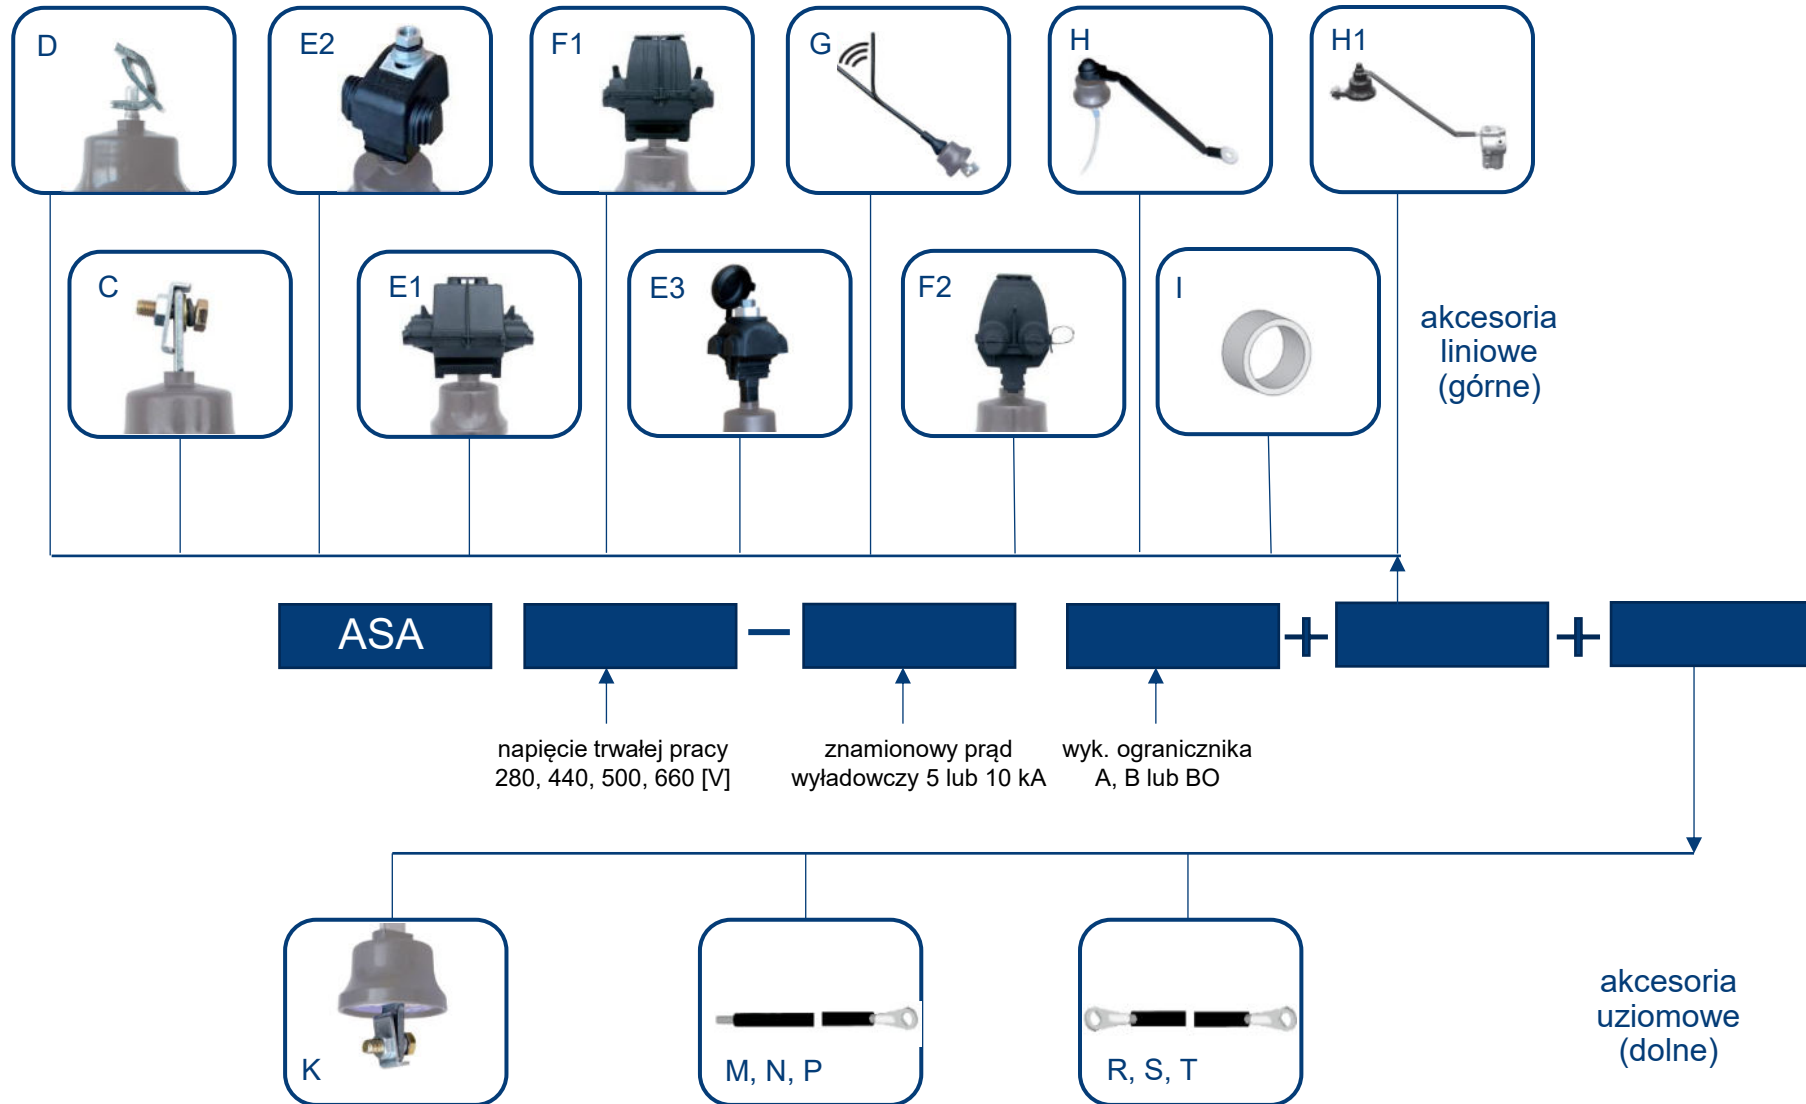 D
E2
F1
G
H
H1
C
E1
E3
F2
I
akcesoria
liniowe
(górne)
ASA
napięcie trwałej pracy
280, 440, 500, 660 [V]
znamionowy prąd
wyładowczy 5 lub 10 kA
wyk. ogranicznika
A, B lub BO
K
M, N, P
R, S, T
akcesoria
uziomowe
(dolne)